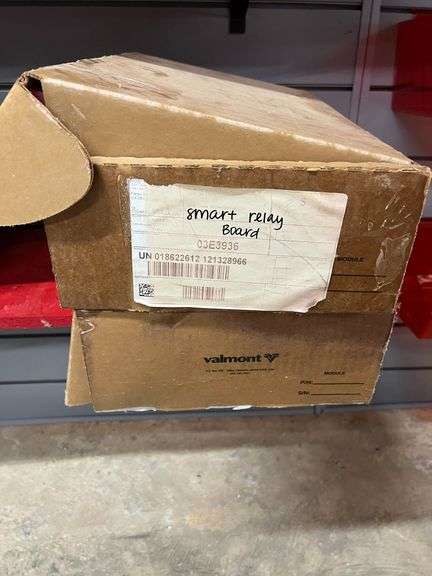 smart relay
Board
03E3936
UN 018622612 121328966
MODULE
valmont
MODULE
P/N:
S/N: